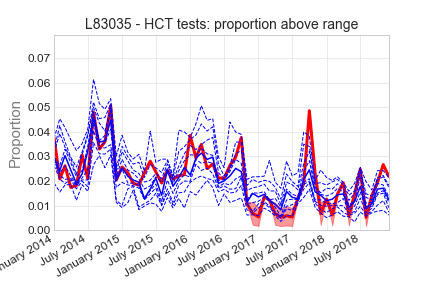 L83035 - HCT tests: proportion above range
Proportion
0.07
0.06
0.05
0.04
0.03
0.02
0.01
0.00
July 2014
January 2015
July 2015
January 2016
July 2016
January 2017
July 2017
January 2018
July 2018